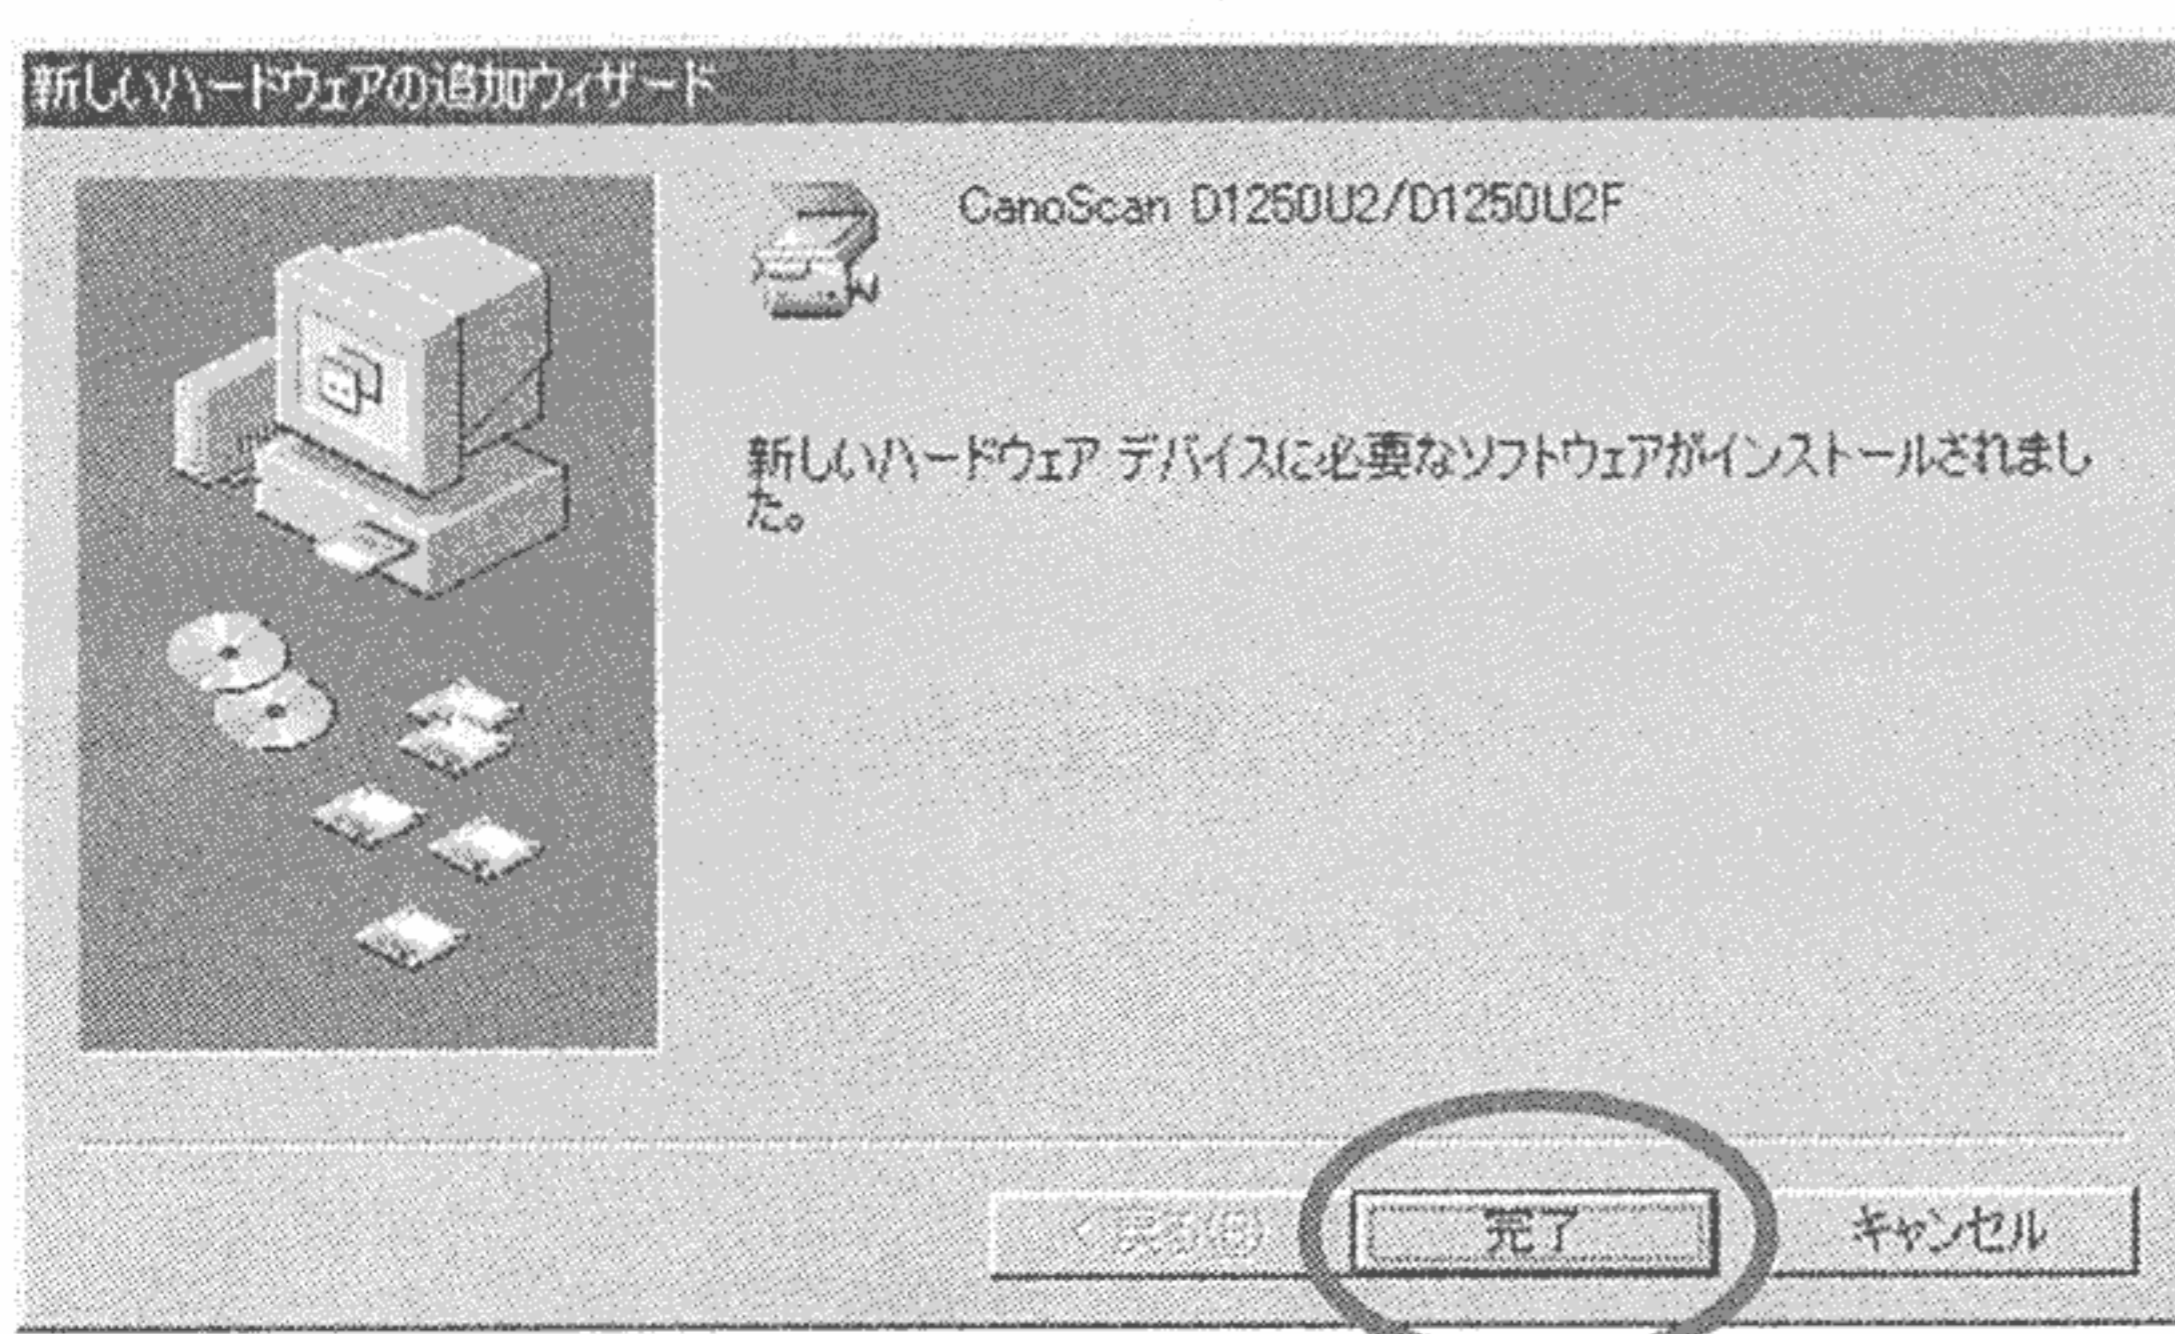 新しいハードウェアの追加ウィザード
CanoScan D1250U2/D1250U2F
新しいハードウェア デバイスに必要なソフトウェアがインストールされまし
た。
< 戻る(B)
完了
キャンセル